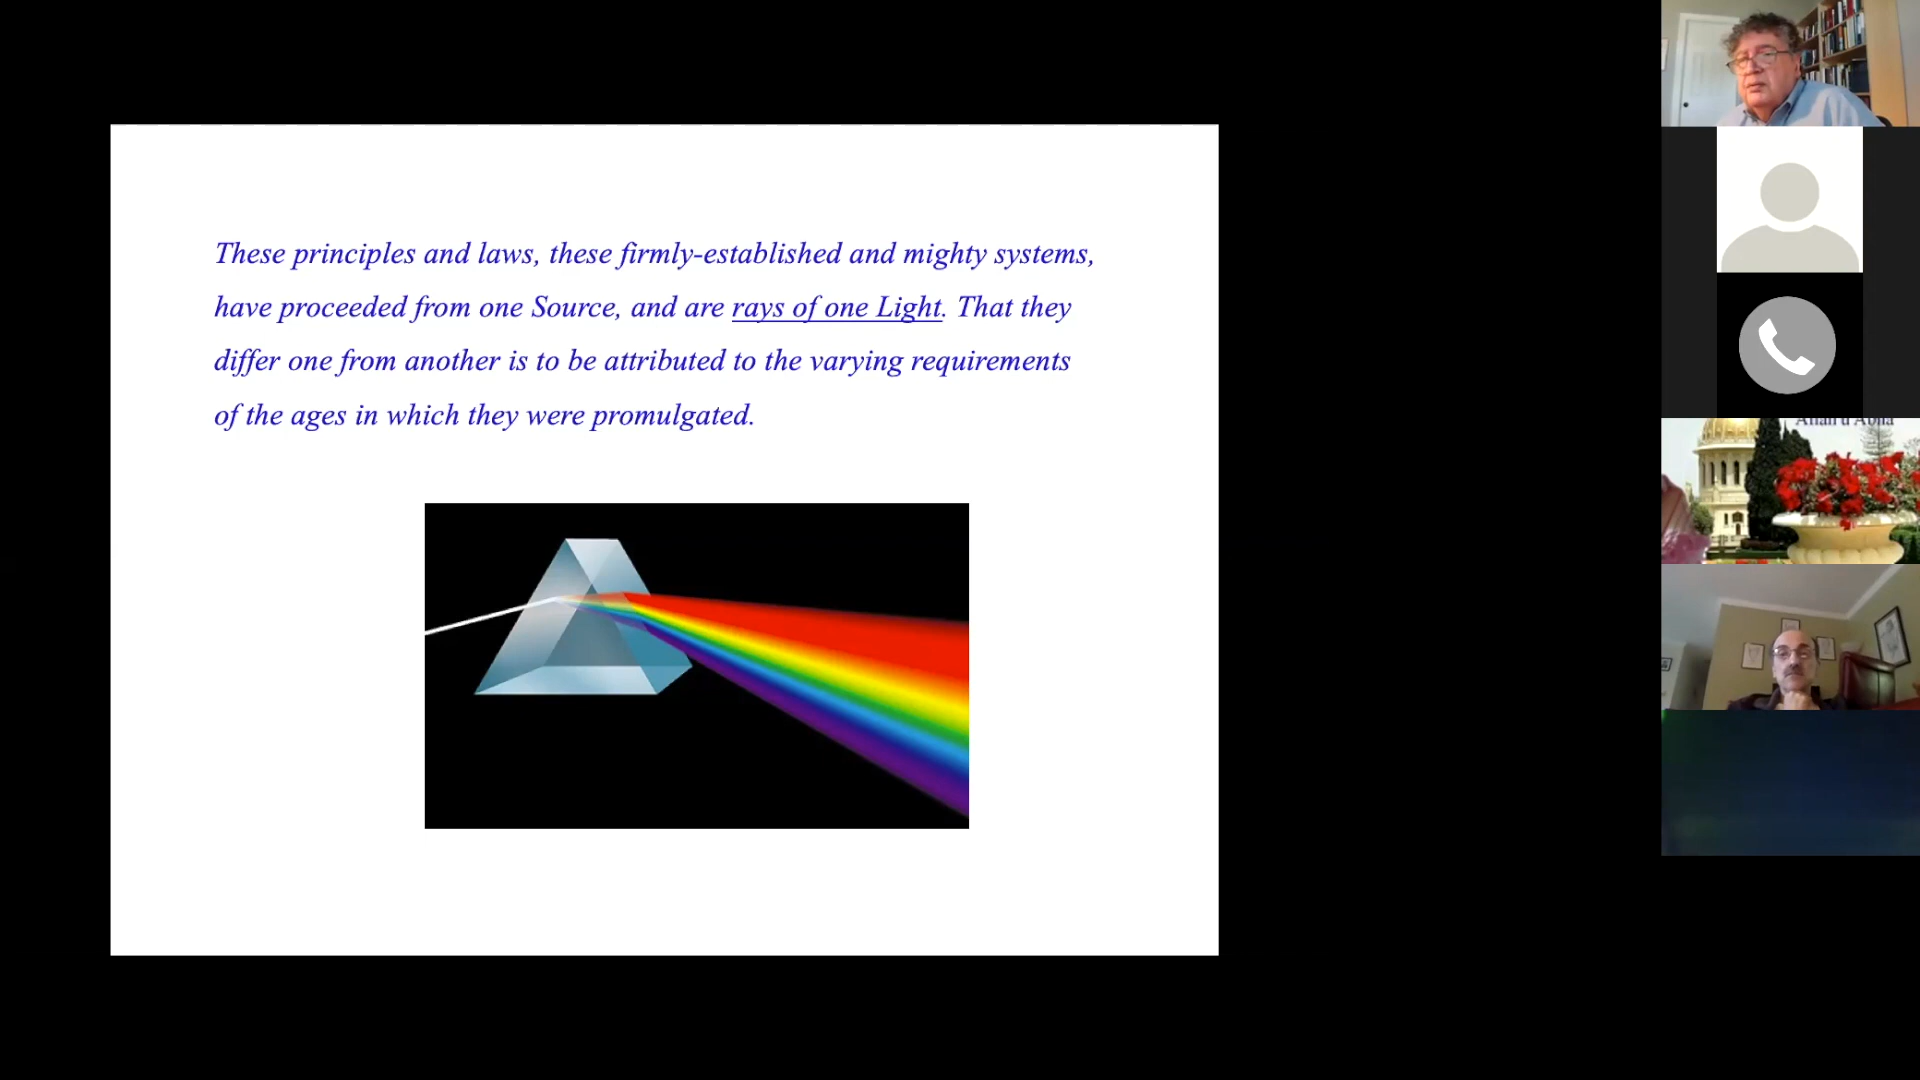 These principles and laws, these firmly-established and mighty systems,
have proceeded from one Source, and are rays of one Light. That they
differ one from another is to be attributed to the varying requirements
of the ages in which they were promulgated.